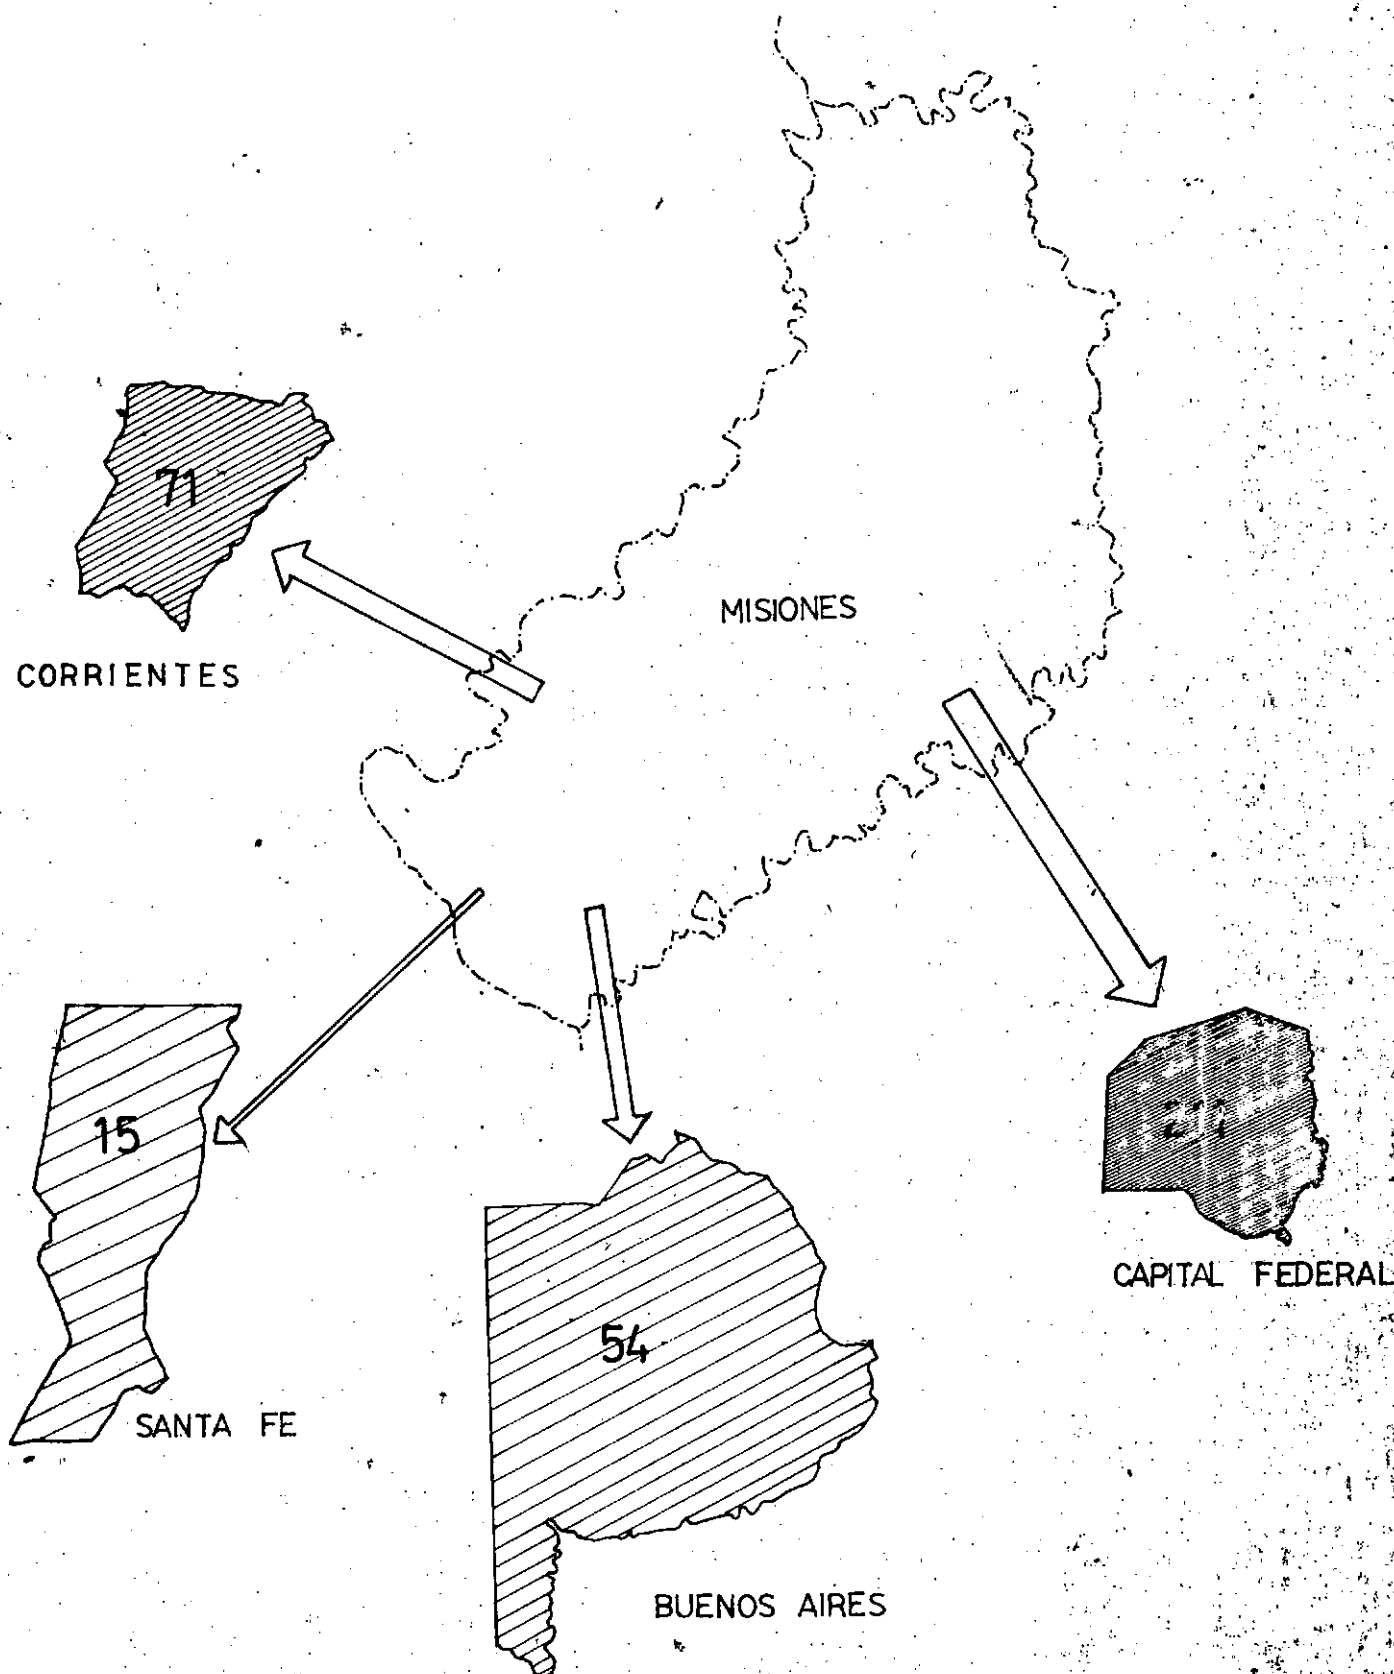 71
MISIONES
CORRIENTES
15
CAPITAL FEDERAL
54
SANTA FE
BUENOS AIRES